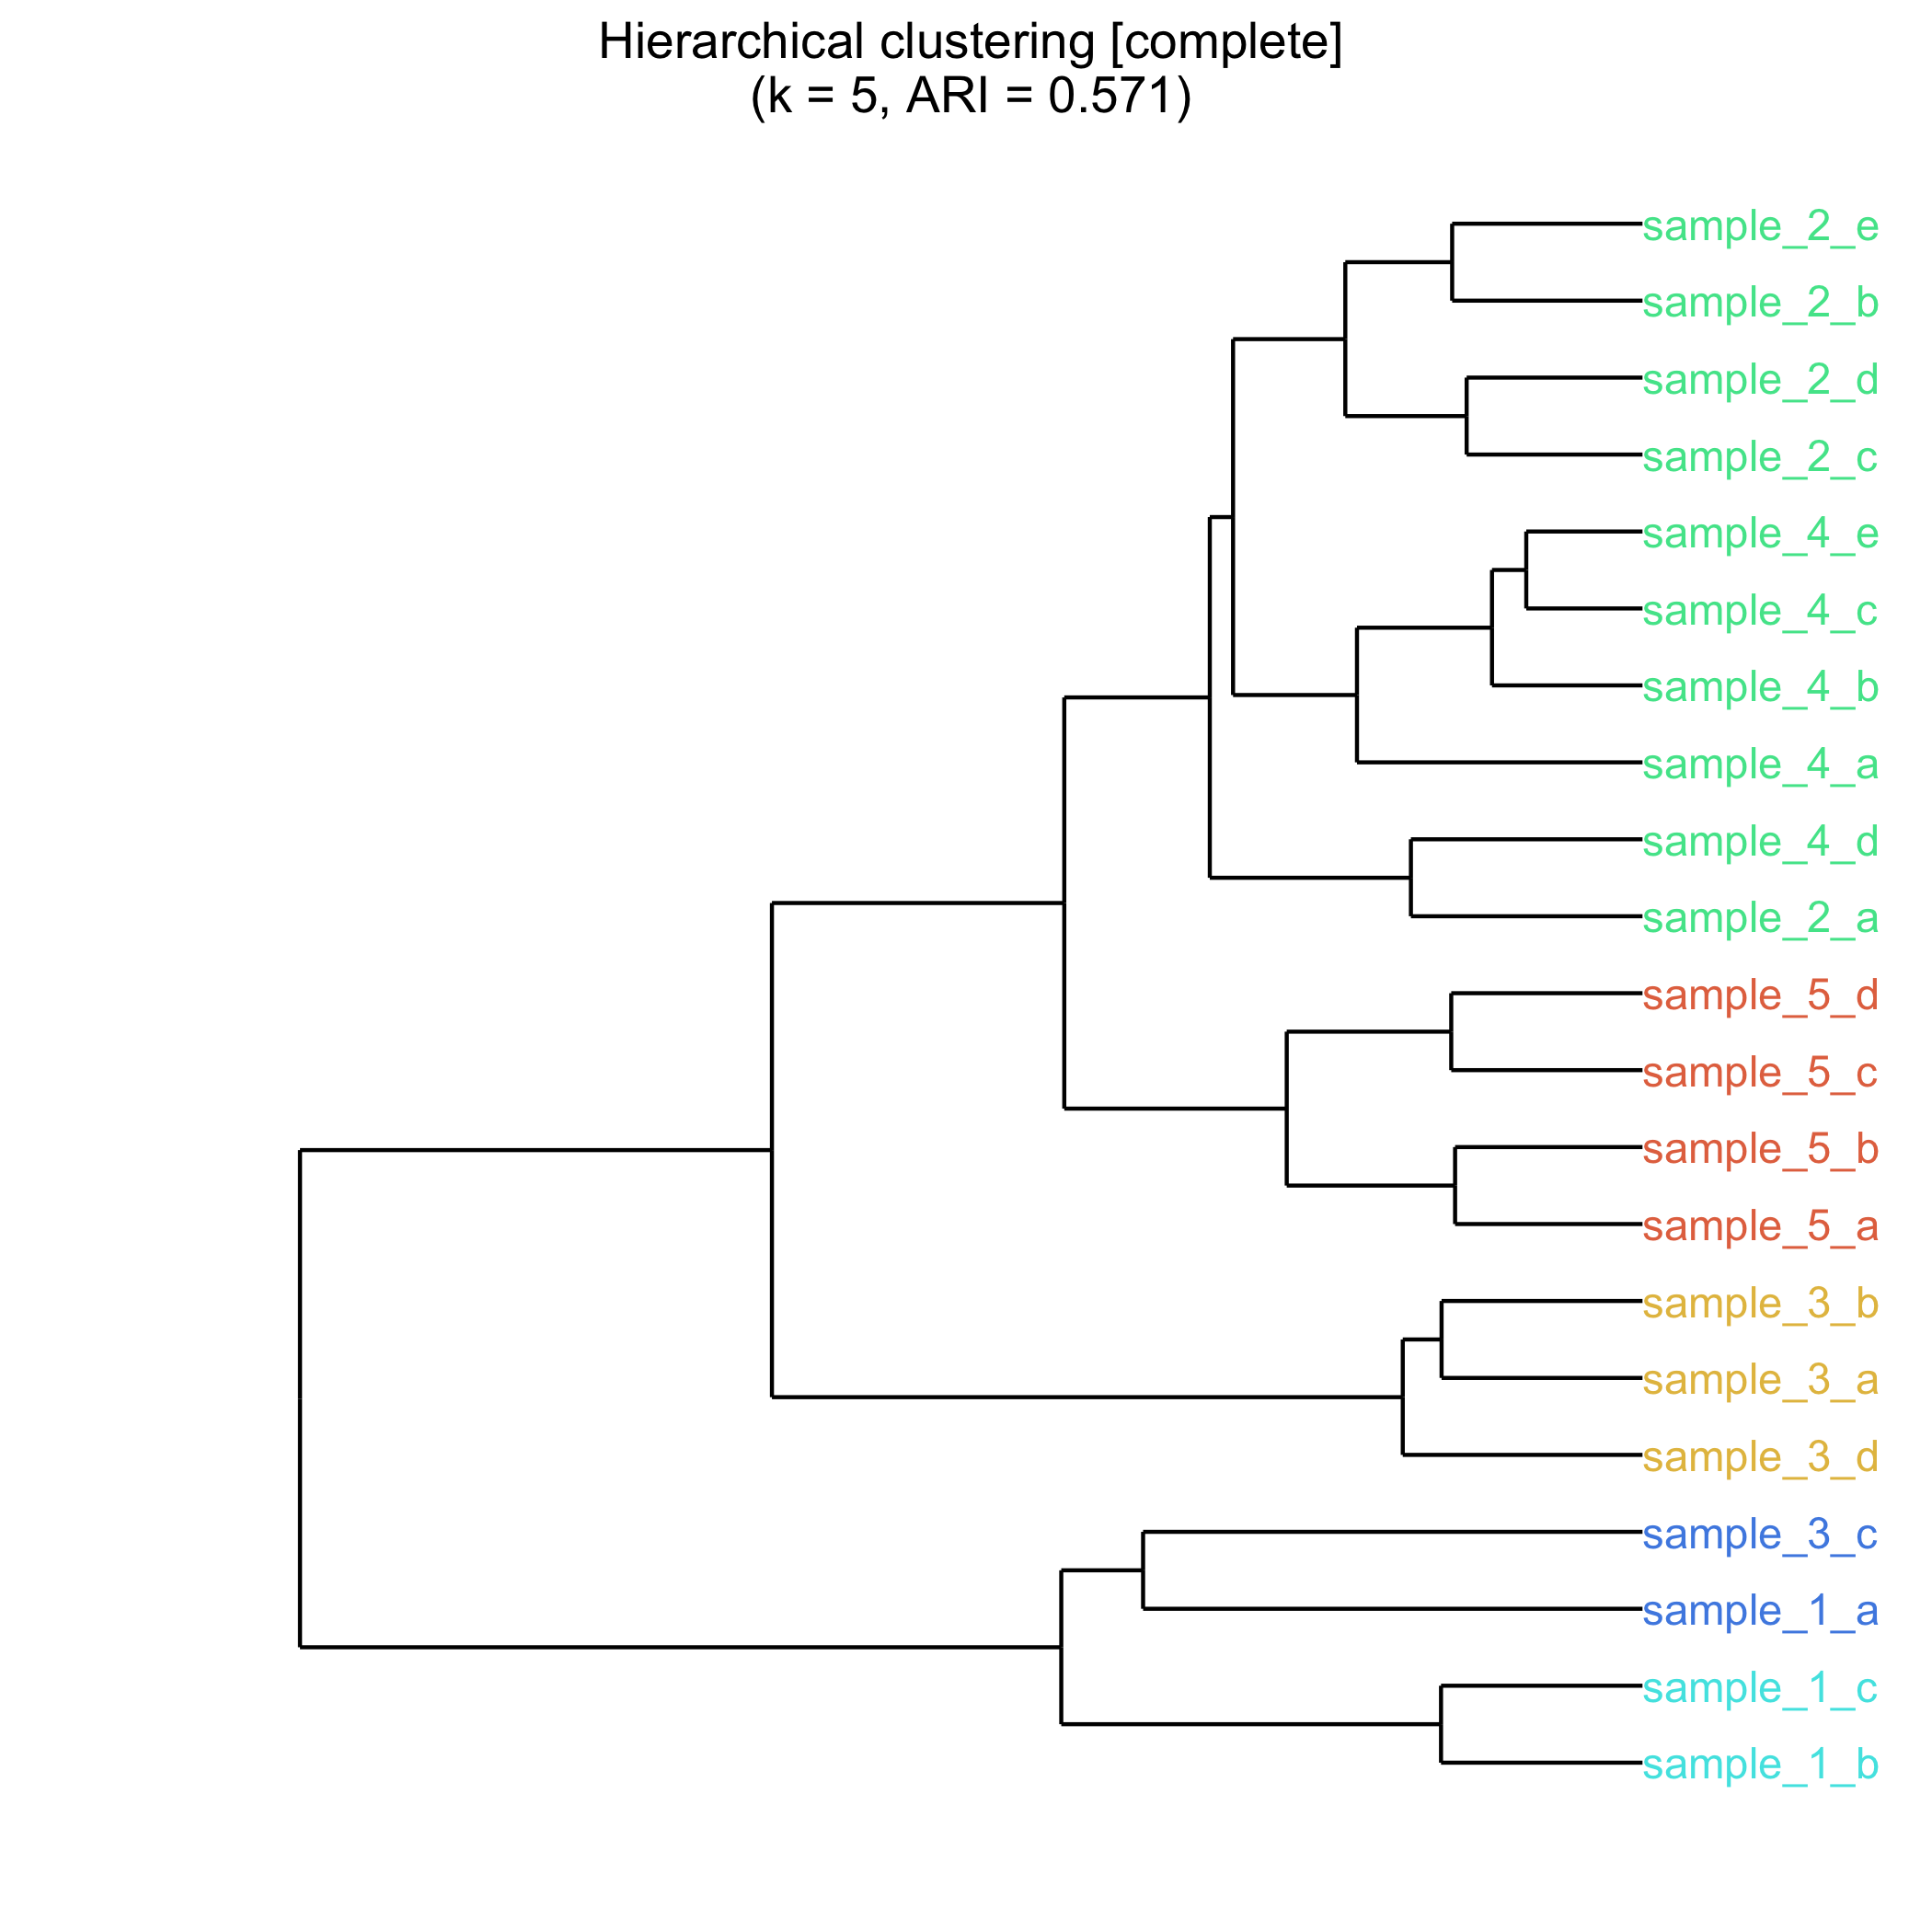 Hierarchical clustering [complete]
(k = 5, ARI = 0.571)
sample_2_e
sample_2_b
sample_2_d
sample_2_c
sample_4_e
sample_4_c
sample_4_b
sample_4_a
sample_4_d
sample_2_a
sample_5_d
sample_5_c
sample_5_b
sample_5_a
sample_3_b
sample_3_a
sample_3_d
sample_3_c
sample_1_a
sample_1_c
sample_1_b